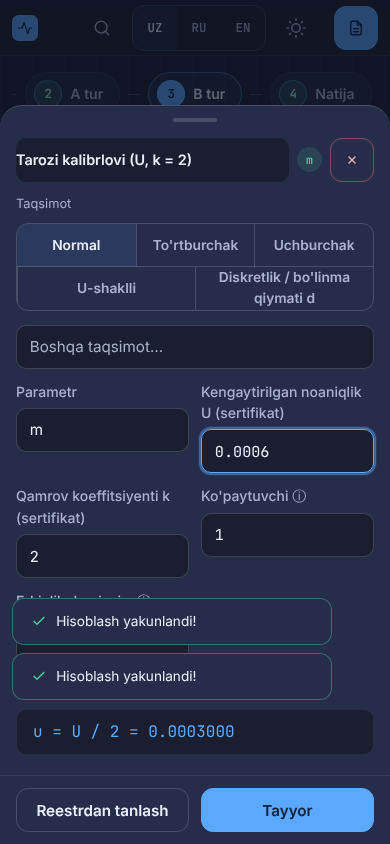 UZ RU EN
2 A tur 3 B tur 4 Natija
Tarozi kalibrlovi (U, k = 2) m ×
Taqsimot
Normal To'rtburchak Uchburchak
U-shaklli Diskretlik / bo'linma
qiymati d
Boshqa taqsimot...
Parametr Kengaytirilgan noaniqlik
U (sertifikat)
m 0.0006
Qamrov koeffitsiyenti k Ko'paytuvchi ⓘ
(sertifikat)
2 1
Hisoblash yakunlandi!
Hisoblash yakunlandi!
u = U / 2 = 0.0003000
Reestrdan tanlash Tayyor